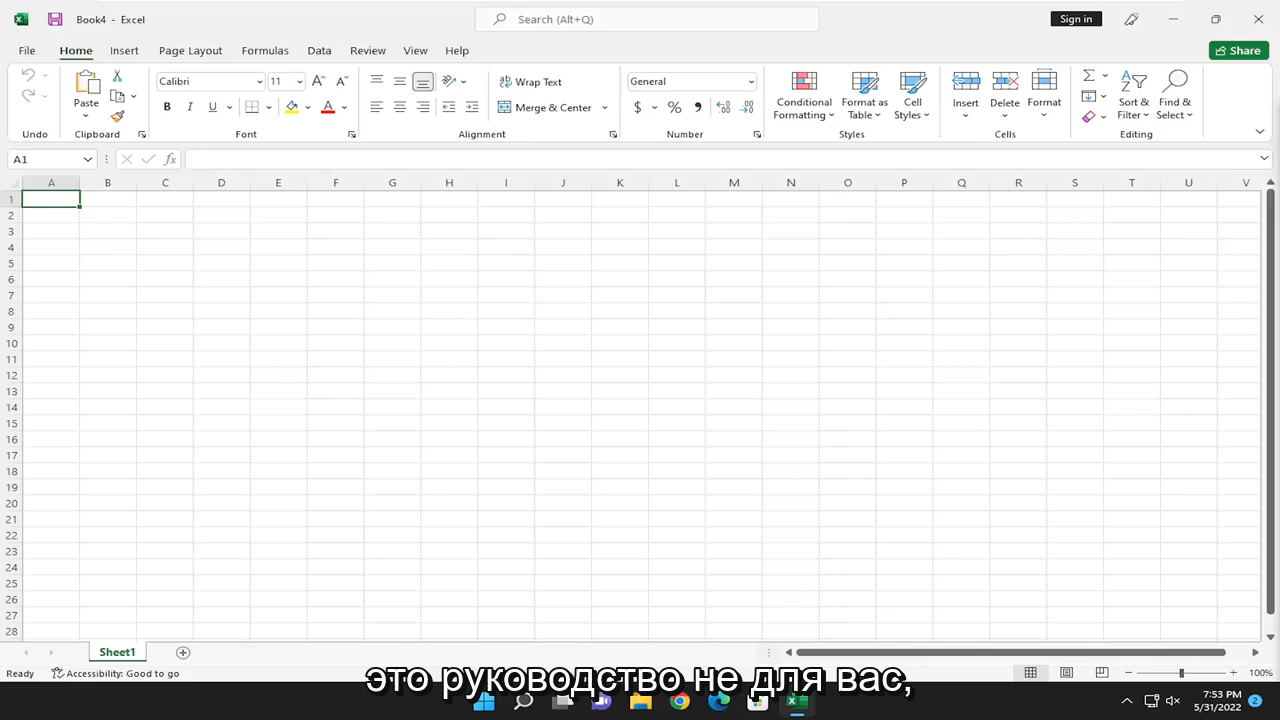 Book4 - Excel
Search (Alt+Q)
Sign in
File Home Insert Page Layout Formulas Data Review View Help
Share
Calibri 11
Wrap Text
General
Paste
B I U
Merge & Center
$ % 9
Conditional Formatting
Format as Table
Cell Styles
Insert Delete Format
Sort & Filter
Find & Select
Undo Clipboard Font Alignment Number Styles Cells Editing
A1
fx
A B C D E F G H I J K L M N O P Q R S T U V
1
2
3
4
5
6
7
8
9
10
11
12
13
14
15
16
17
18
19
20
21
22
23
24
25
26
27
28
Sheet1
Ready Accessibility: Good to go
100%
это руководство не для вас,
7:53 PM
5/31/2022
2